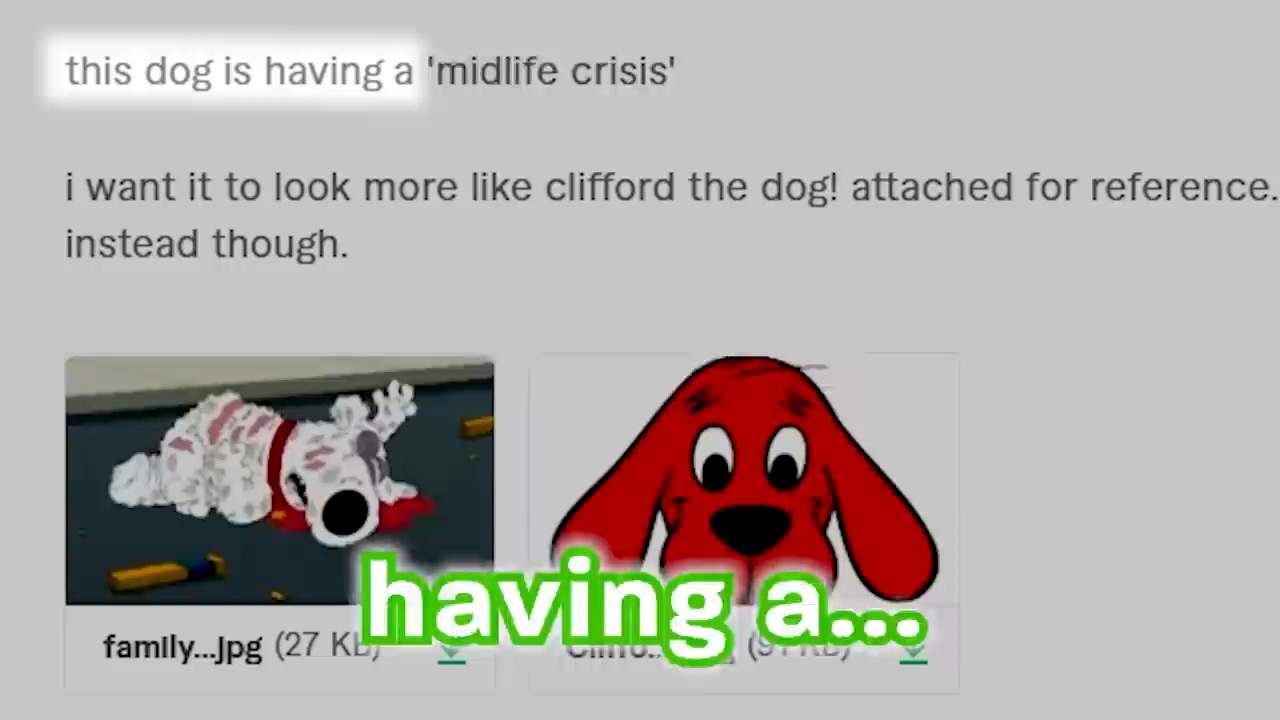 this dog is having a 'midlife crisis'
i want it to look more like clifford the dog! attached for reference.
instead though.
family...jpg (27 KB)
having a...